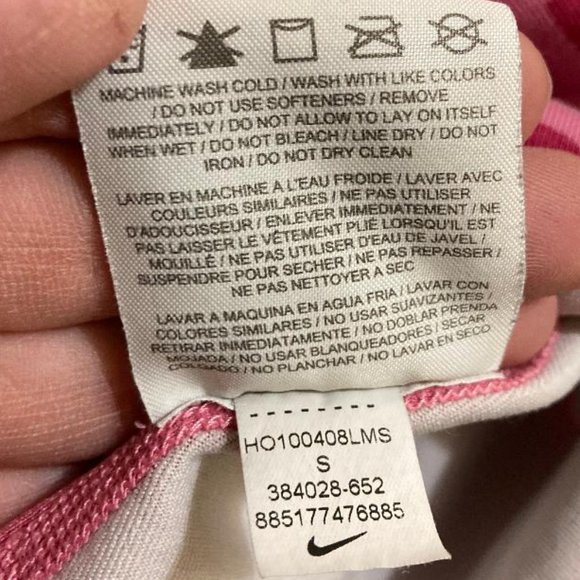 MACHINE WASH COLD / WASH WITH LIKE COLORS
/ DO NOT USE SOFTENERS / REMOVE
IMMEDIATELY / DO NOT ALLOW TO LAY ON ITSELF
WHEN WET / DO NOT BLEACH / LINE DRY / DO NOT
IRON / DO NOT DRY CLEAN
LAVER EN MACHINE A L'EAU FROIDE / LAVER AVEC
COULEURS SIMILAIRES / NE PAS UTILISER
D'ADOUCISSEUR / ENLEVER IMMÉDIATEMENT / NE
PAS LAISSER LE VÊTEMENT PLIÉ LORSQU'IL EST
MOUILLÉ / NE PAS UTILISER D'EAU DE JAVEL /
SUSPENDRE POUR SECHER / NE PAS REPASSER /
NE PAS NETTOYER A SEC
LAVAR A MAQUINA EN AGUA FRIA / LAVAR CON
COLORES SIMILARES / NO USAR SUAVIZANTES /
RETIRAR INMEDIATAMENTE / NO DOBLAR PRENDA
MOJADA / NO USAR BLANQUEADORES / SECAR
COLGADO / NO PLANCHAR / NO LAVAR EN SECO
HO100408LMS
S
384028-652
885177476885